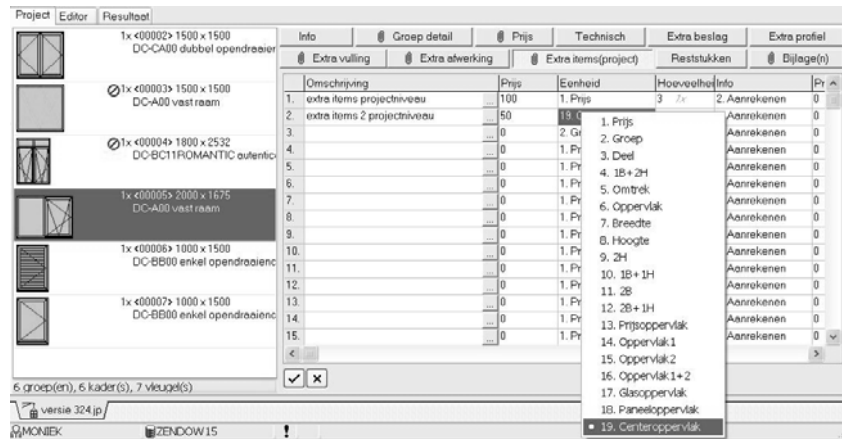 Project Editor Resultaat
1x <00002> 1500 x 1500
DC-CA00 dubbel opendraaier
1x <00003> 1500 x 1500
DC-A00 vast raam
1x <00004> 1800 x 2532
DC-BC11ROMANTIC autentic
1x <00005> 2000 x 1675
DC-A00 vast raam
1x <00006> 1000 x 1500
DC-BB00 enkel opendraaienc
1x <00007> 1000 x 1500
DC-BB00 enkel opendraaienc
6 groep(en), 6 kader(s), 7 vleugel(s)
Info Groep detail Prijs Technisch Extra beslag Extra profiel
Extra vulling Extra afwerking Extra items(project) Reststukken Bijlage(n)
Omschrijving Prijs Eenheid Hoeveelhei Info Pr
1. extra items projectniveau ... 100 1. Prijs 3 1x 2. Aanrekenen 0
2. extra items 2 projectniveau ... 50 19. C Aanrekenen 0
3. ... 0 2. Gr Aanrekenen 0
4. ... 0 1. Pr Aanrekenen 0
5. ... 0 1. Pr Aanrekenen 0
6. ... 0 1. Pr Aanrekenen 0
7. ... 0 1. Pr Aanrekenen 0
8. ... 0 1. Pr Aanrekenen 0
9. ... 0 1. Pr Aanrekenen 0
10. ... 0 1. Pr Aanrekenen 0
11. ... 0 1. Pr Aanrekenen 0
12. ... 0 1. Pr Aanrekenen 0
13. ... 0 1. Pr Aanrekenen 0
14. ... 0 1. Pr Aanrekenen 0
15. ... 0 1. Pr Aanrekenen 0
1. Prijs
2. Groep
3. Deel
4. 1B+2H
5. Omtrek
6. Oppervlak
7. Breedte
8. Hoogte
9. 2H
10. 1B+1H
11. 2B
12. 2B+1H
13. Prijsoppervlak
14. Oppervlak1
15. Oppervlak2
16. Oppervlak1+2
17. Glasoppervlak
18. Paneeloppervlak
19. Centeroppervlak
versie 324.jp
MONIEK ZENDOW15 !